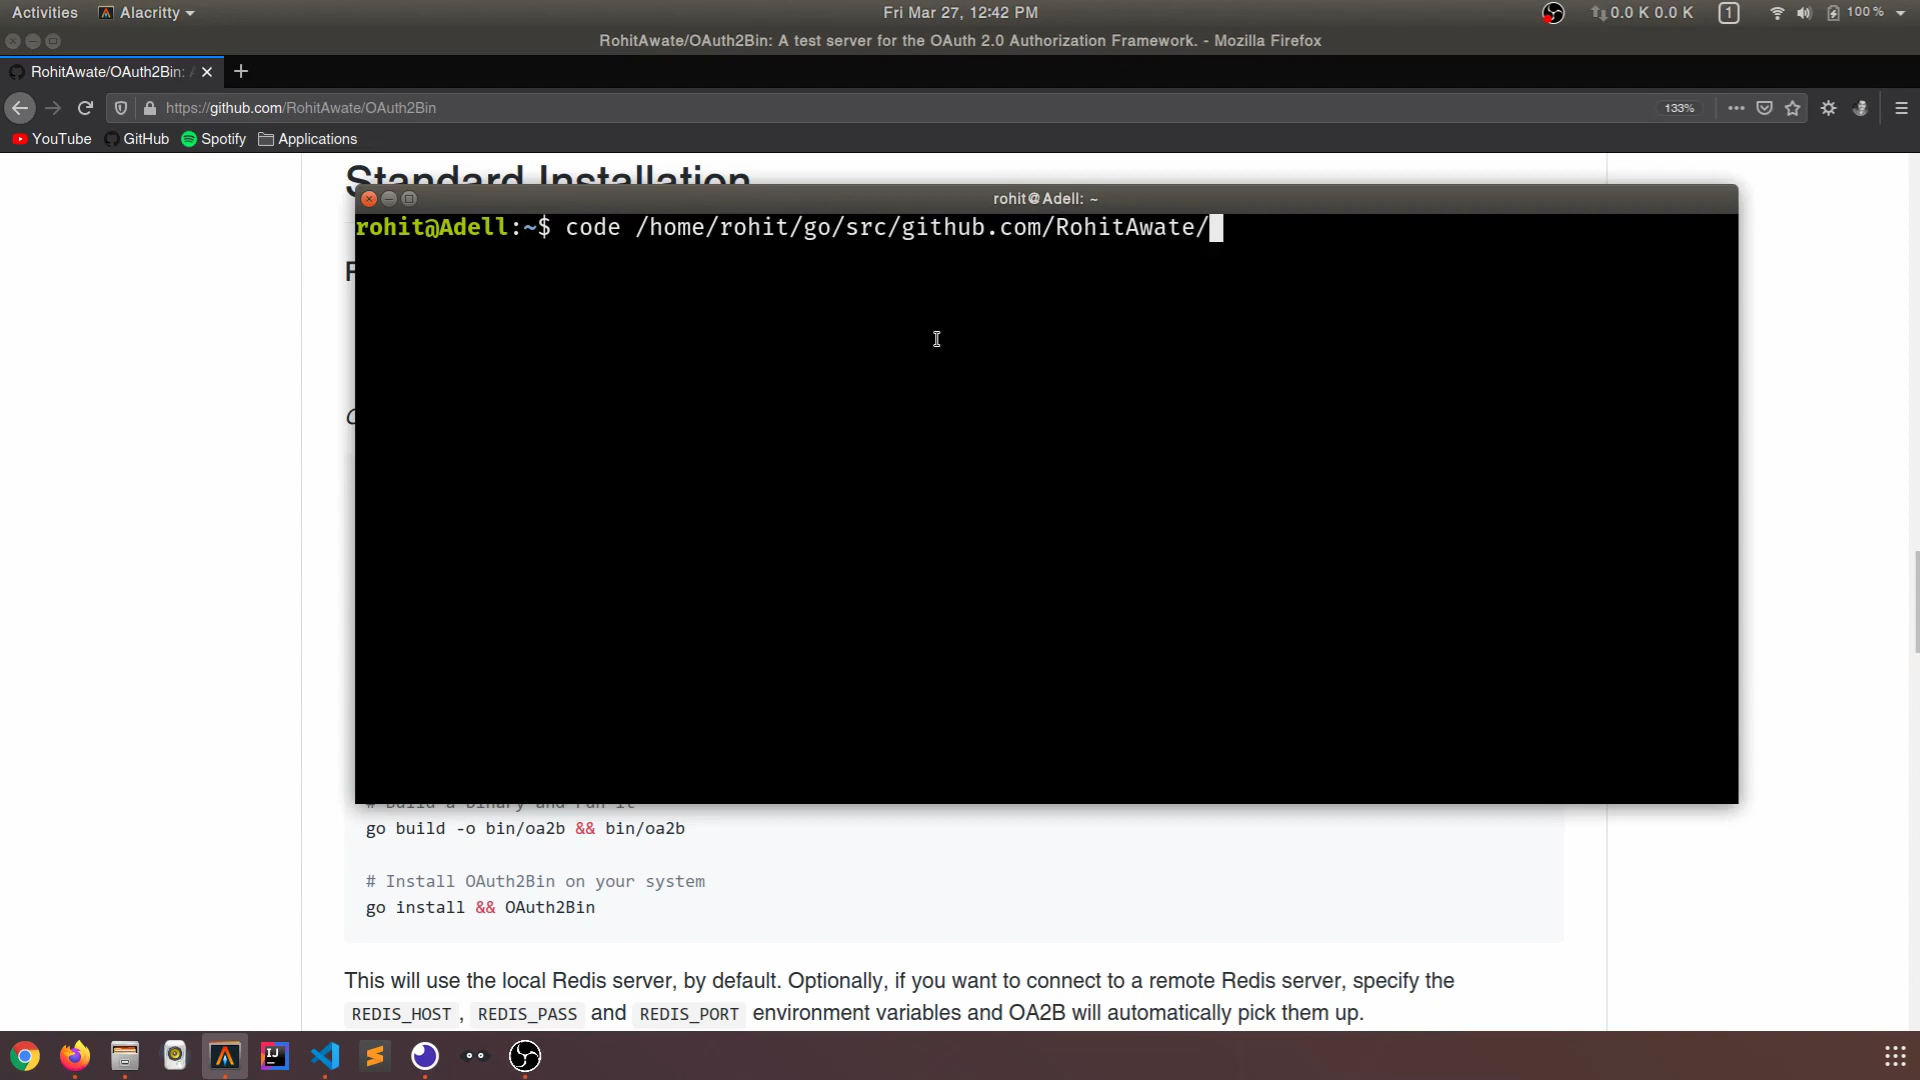 Activities Alacritty Fri Mar 27, 12:42 PM 0.0 K 0.0 K 1 100 %
RohitAwate/OAuth2Bin: A test server for the OAuth 2.0 Authorization Framework. - Mozilla Firefox
RohitAwate/OAuth2Bin:
https://github.com/RohitAwate/OAuth2Bin 133%
YouTube GitHub Spotify Applications
Standard Installation
rohit@Adell: ~
rohit@Adell:~$ code /home/rohit/go/src/github.com/RohitAwate/
# Build a binary and run it
go build -o bin/oa2b && bin/oa2b
# Install OAuth2Bin on your system
go install && OAuth2Bin
This will use the local Redis server, by default. Optionally, if you want to connect to a remote Redis server, specify the
REDIS_HOST , REDIS_PASS and REDIS_PORT environment variables and OA2B will automatically pick them up.